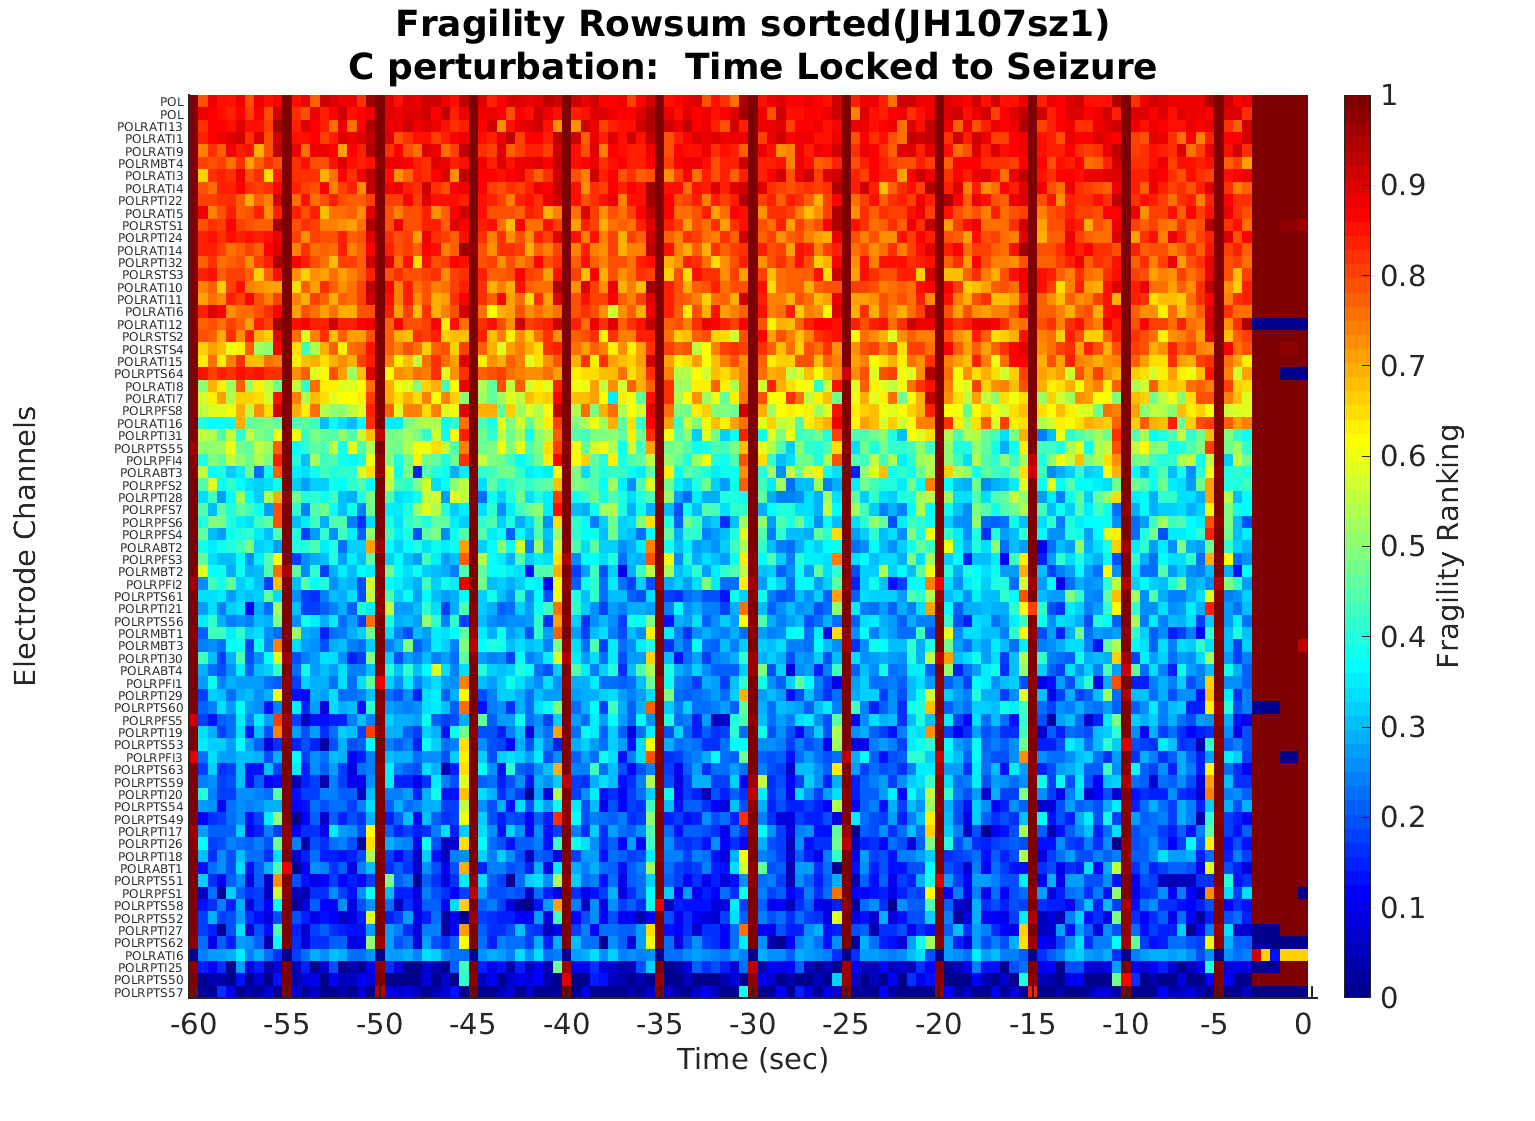 Fragility Rowsum sorted(JH107sz1)
C perturbation:  Time Locked to Seizure
Electrode Channels
POL
POL
POLRATI13
POLRATI1
POLRATI9
POLRMBT4
POLRATI3
POLRATI4
POLRPTI22
POLRATI5
POLRSTS1
POLRPTI24
POLRATI14
POLRPTI32
POLRSTS3
POLRATI10
POLRATI11
POLRATI6
POLRATI12
POLRSTS2
POLRSTS4
POLRATI15
POLRPTS64
POLRATI8
POLRATI7
POLRPFS8
POLRATI16
POLRPTI31
POLRPTS55
POLRPFI4
POLRABT3
POLRPFS2
POLRPTI28
POLRPFS7
POLRPFS6
POLRPFS4
POLRABT2
POLRPFS3
POLRMBT2
POLRPFI2
POLRPTS61
POLRPTI21
POLRPTS56
POLRMBT1
POLRMBT3
POLRPTI30
POLRABT4
POLRPFI1
POLRPTI29
POLRPTS60
POLRPFS5
POLRPTI19
POLRPTS53
POLRPFI3
POLRPTS63
POLRPTS59
POLRPTI20
POLRPTS54
POLRPTS49
POLRPTI17
POLRPTI26
POLRPTI18
POLRABT1
POLRPTS51
POLRPFS1
POLRPTS58
POLRPTS52
POLRPTI27
POLRPTS62
POLRATI6
POLRPTI25
POLRPTS50
POLRPTS57
-60 -55 -50 -45 -40 -35 -30 -25 -20 -15 -10 -5 0
Time (sec)
1
0.9
0.8
0.7
0.6
0.5
0.4
0.3
0.2
0.1
0
Fragility Ranking